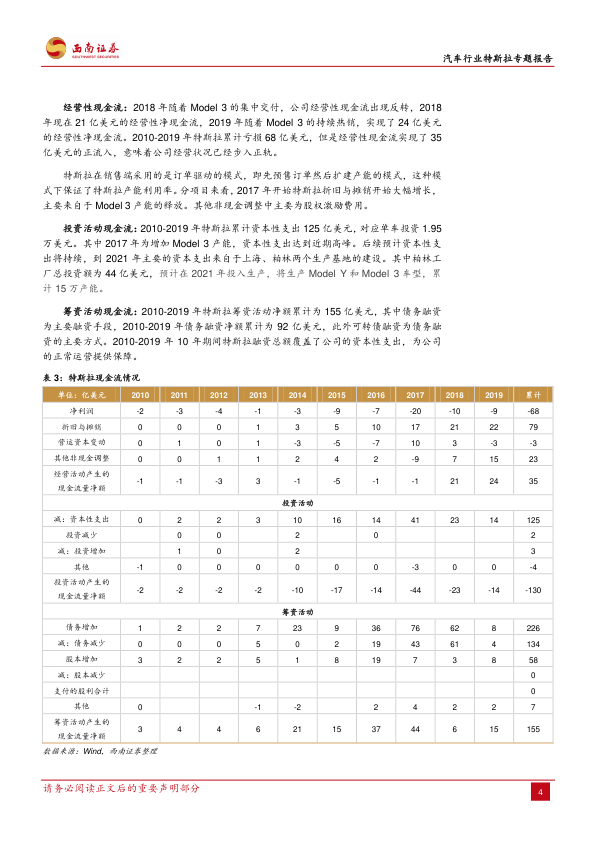 西南证券
SOUTHWEST SECURITIES
汽车行业特斯拉专题报告
经营性现金流：2018 年随着 Model 3 的集中交付，公司经营性现金流出现反转，2018
年现在 21 亿美元的经营性净现金流，2019 年随着 Model 3 的持续热销，实现了 24 亿美元
的经营性净现金流。2010-2019 年特斯拉累计亏损 68 亿美元，但是经营性现金流实现了 35
亿美元的正流入，意味着公司经营状况已经步入正轨。
特斯拉在销售端采用的是订单驱动的模式，即先预售订单然后扩建产能的模式，这种模
式下保证了特斯拉产能利用率。分项目来看，2017 年开始特斯拉折旧与摊销开始大幅增长，
主要来自于 Model 3 产能的释放。其他非现金调整中主要为股权激励费用。
投资活动现金流：2010-2019 年特斯拉累计资本性支出 125 亿美元，对应单车投资 1.95
万美元。其中 2017 年为增加 Model 3 产能，资本性支出达到近期高峰。后续预计资本性支
出将持续，到 2021 年主要的资本支出来自于上海、柏林两个生产基地的建设。其中柏林工
厂总投资额为 44 亿美元，预计在 2021 年投入生产，将生产 Model Y 和 Model 3 车型，累
计 15 万产能。
筹资活动现金流：2010-2019 年特斯拉筹资活动净额累计为 155 亿美元，其中债务融资
为主要融资手段，2010-2019 年债务融资净额累计为 92 亿美元，此外可转债融资为债务融
资的主要方式。2010-2019 年 10 年期间特斯拉融资总额覆盖了公司的资本性支出，为公司
的正常运营提供保障。
表 3：特斯拉现金流情况
单位：亿美元 2010 2011 2012 2013 2014 2015 2016 2017 2018 2019 累计
净利润 -2 -3 -4 -1 -3 -9 -7 -20 -10 -9 -68
折旧与摊销 0 0 0 1 3 5 10 17 21 22 79
营运资本变动 0 1 0 1 -3 -5 -7 10 3 -3 -3
其他非现金调整 0 0 1 1 2 4 2 -9 7 15 23
经营活动产生的
现金流量净额 -1 -1 -3 3 -1 -5 -1 -1 21 24 35
投资活动
减：资本性支出 0 2 2 3 10 16 14 41 23 14 125
投资减少 0 0 2 0 2
减：投资增加 1 0 2 3
其他 -1 0 0 0 0 0 0 -3 0 0 -4
投资活动产生的
现金流量净额 -2 -2 -2 -2 -10 -17 -14 -44 -23 -14 -130
筹资活动
债务增加 1 2 2 7 23 9 36 76 62 8 226
减：债务减少 0 0 0 5 0 2 19 43 61 4 134
股本增加 3 2 2 5 1 8 19 7 3 8 58
减：股本减少 0
支付的股利合计 0
其他 0 -1 -2 2 4 2 2 7
筹资活动产生的
现金流量净额 3 4 4 6 21 15 37 44 6 15 155
数据来源：Wind，西南证券整理
请务必阅读正文后的重要声明部分
4